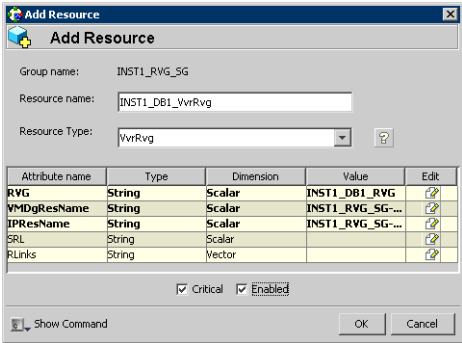 Add Resource
Add Resource
Group name: INST1_RVG_SG
Resource name: INST1_DB1_VvrRvg
Resource Type: VvrRvg
Attribute name Type Dimension Value Edit
RVG String Scalar INST1_DB1_RVG
VMDgResName String Scalar INST1_RVG_SG-...
IPResName String Scalar INST1_RVG_SG-...
SRL String Scalar
RLinks String Vector
Critical Enabled
Show Command OK Cancel